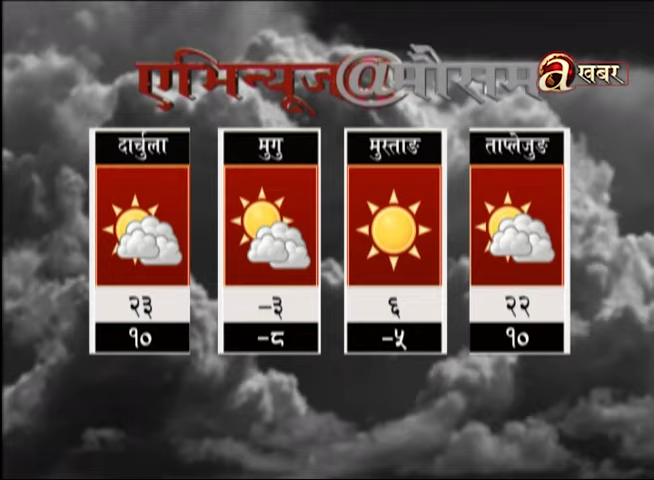 एभिन्यूज@मौसम
a खबर
दार्चुला
२३
१०
मुगु
-३
-८
मुस्ताङ
६
-५
ताप्लेजुङ
२२
१०